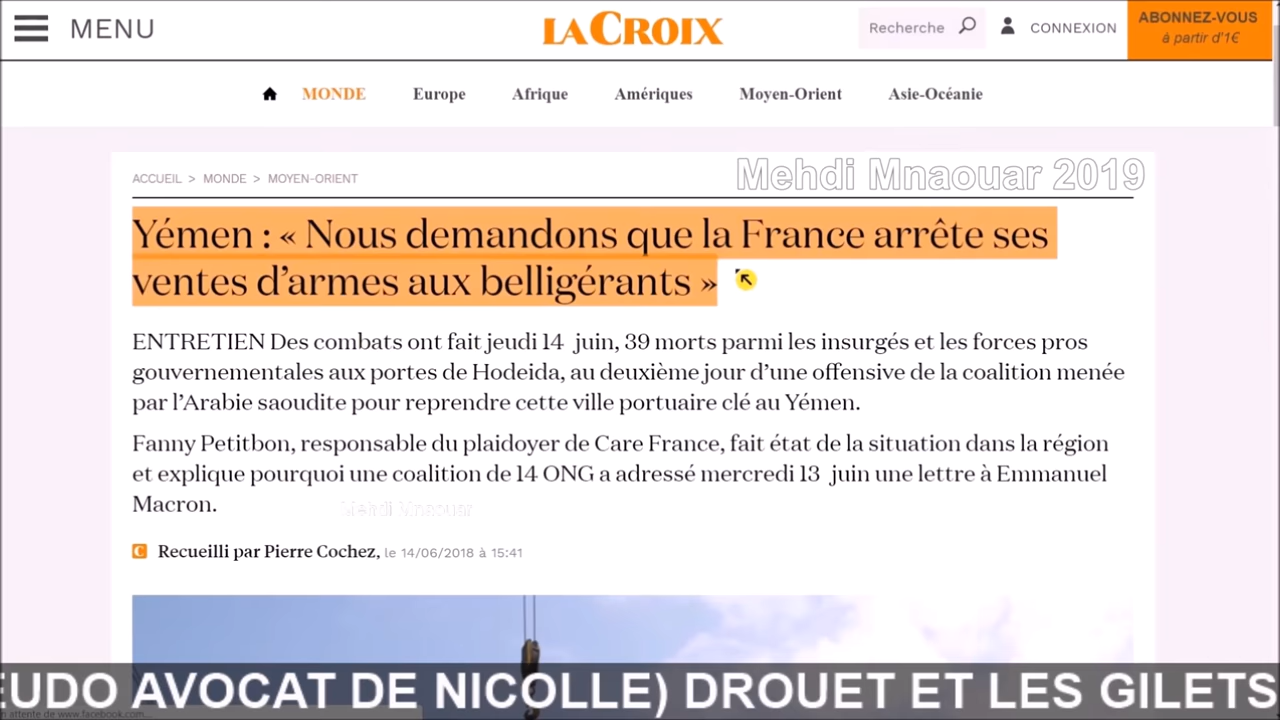 MENU
LA CROIX
Recherche
CONNEXION
ABONNEZ-VOUS
à partir d'1€
MONDE Europe Afrique Amériques Moyen-Orient Asie-Océanie
ACCUEIL > MONDE > MOYEN-ORIENT
Mehdi Mnaouar 2019
Yémen : « Nous demandons que la France arrête ses
ventes d'armes aux belligérants »
ENTRETIEN Des combats ont fait jeudi 14 juin, 39 morts parmi les insurgés et les forces pros
gouvernementales aux portes de Hodeida, au deuxième jour d'une offensive de la coalition menée
par l'Arabie saoudite pour reprendre cette ville portuaire clé au Yémen.
Fanny Petitbon, responsable du plaidoyer de Care France, fait état de la situation dans la région
et explique pourquoi une coalition de 14 ONG a adressé mercredi 13 juin une lettre à Emmanuel
Macron.
Mehdi Mnaouar
C Recueilli par Pierre Cochez, le 14/06/2018 à 15:41
EUDO AVOCAT DE NICOLLE) DROUET ET LES GILETS
n attente de www.facebook.com...